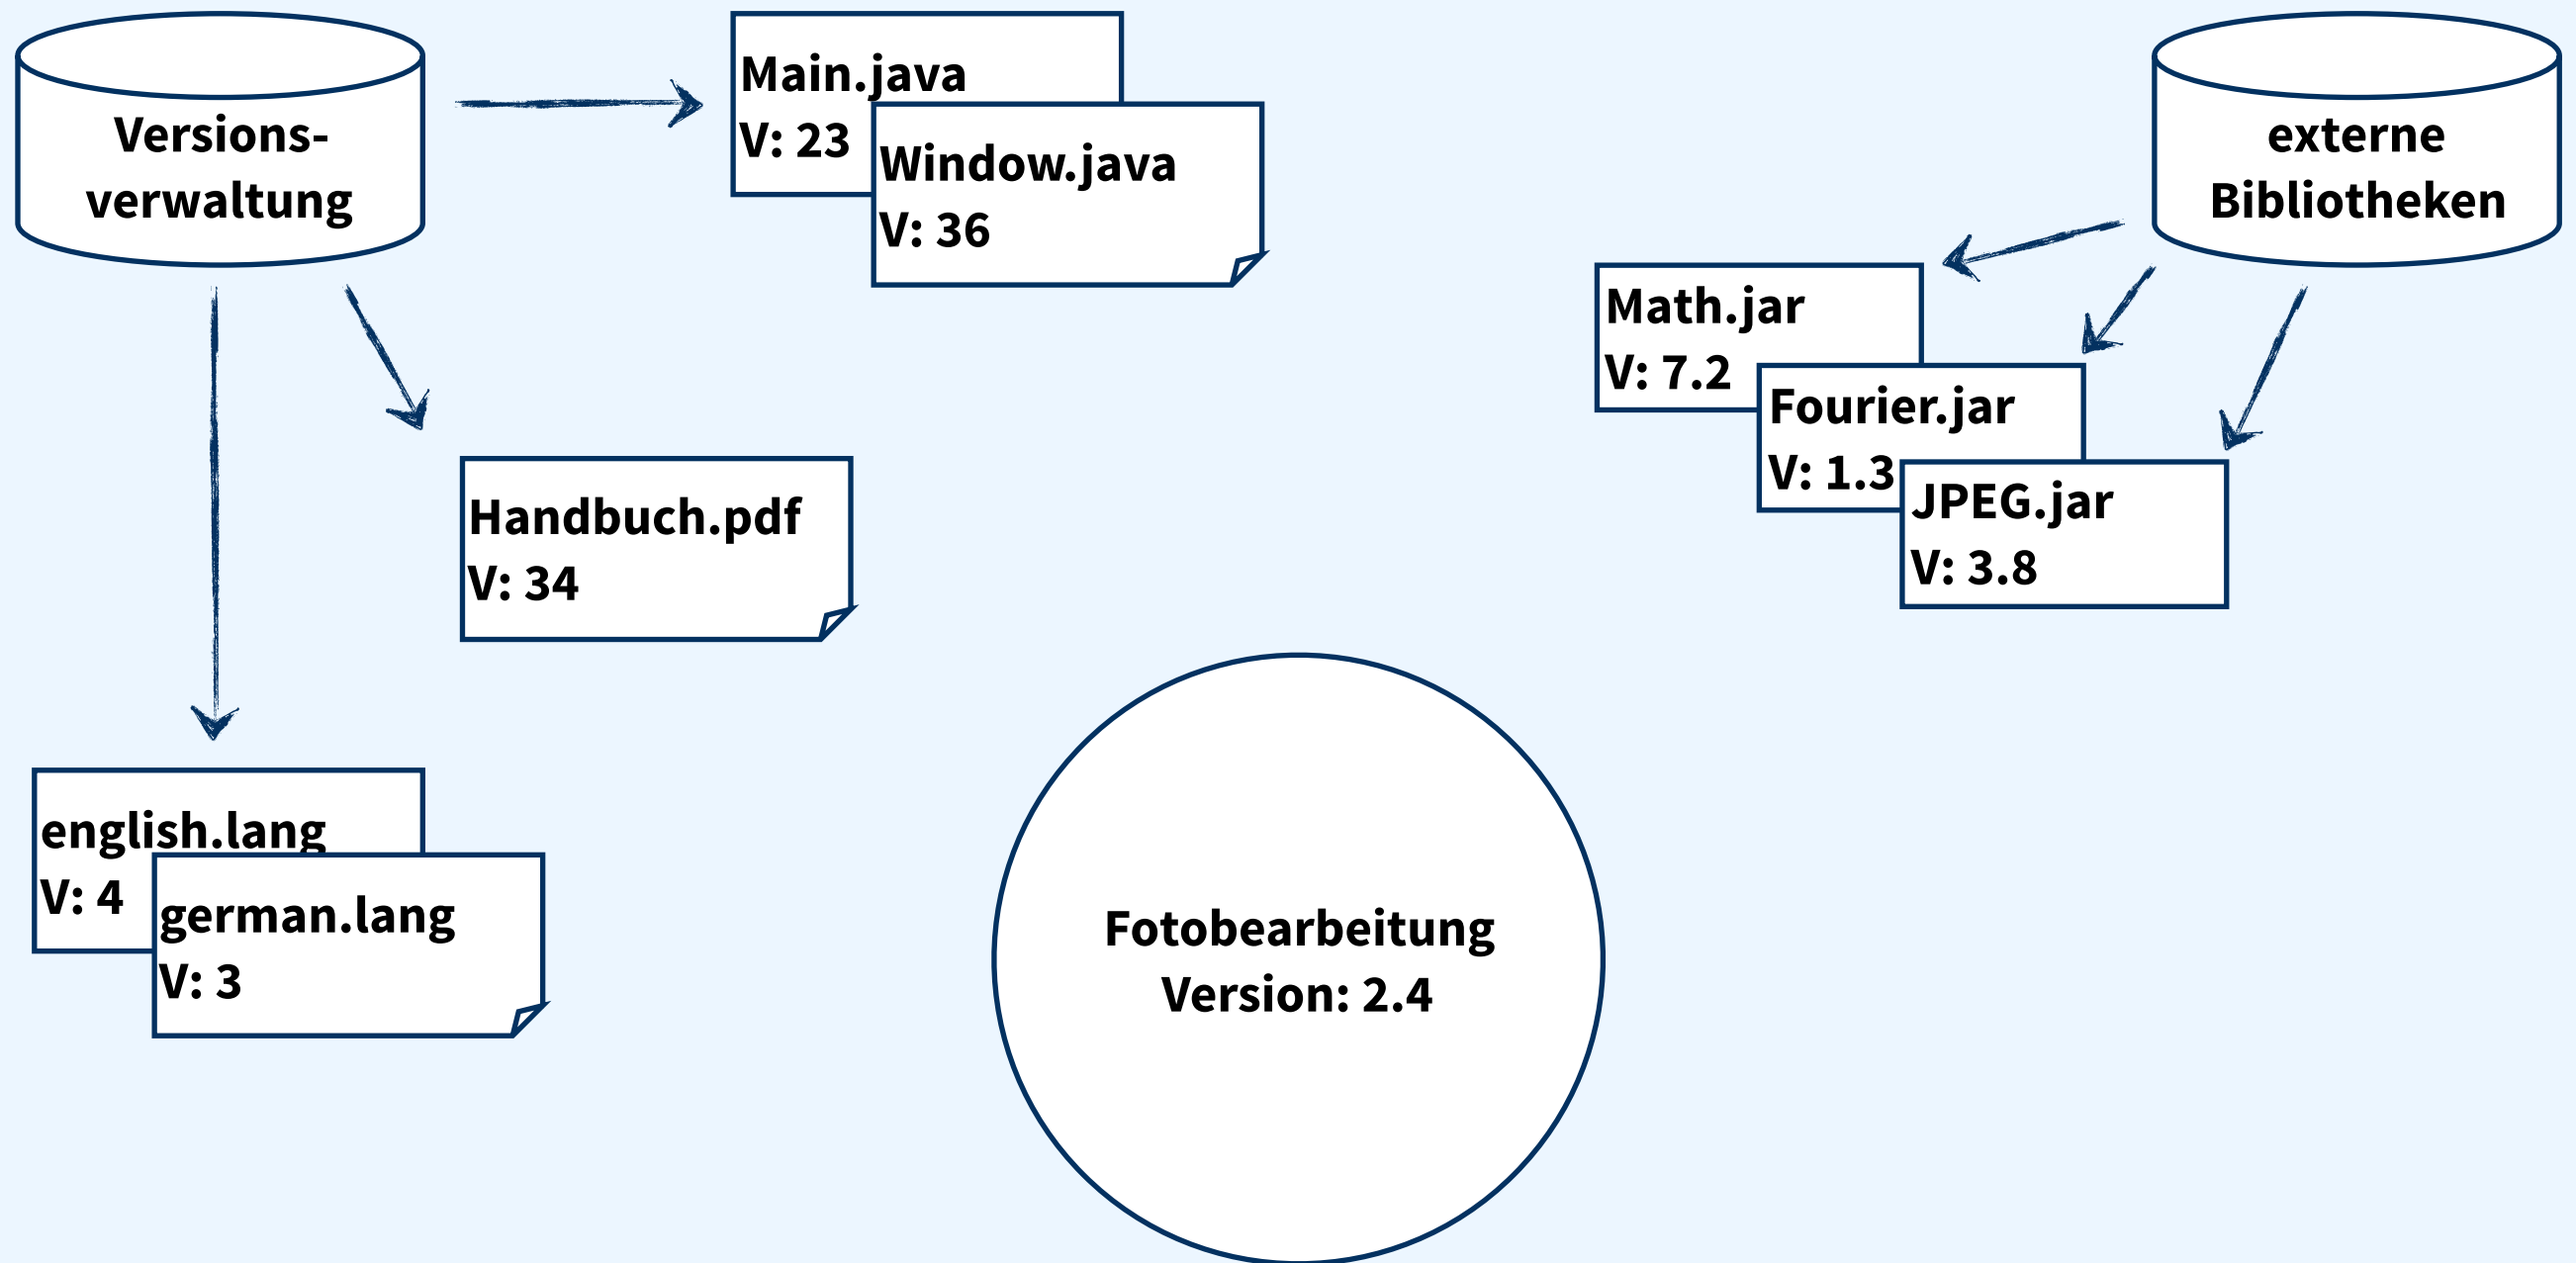 Versions-
verwaltung
Main.java
V: 23
Window.java
V: 36
externe
Bibliotheken
Math.jar
V: 7.2
Fourier.jar
V: 1.3
JPEG.jar
V: 3.8
Handbuch.pdf
V: 34
english.lang
V: 4
german.lang
V: 3
Fotobearbeitung
Version: 2.4